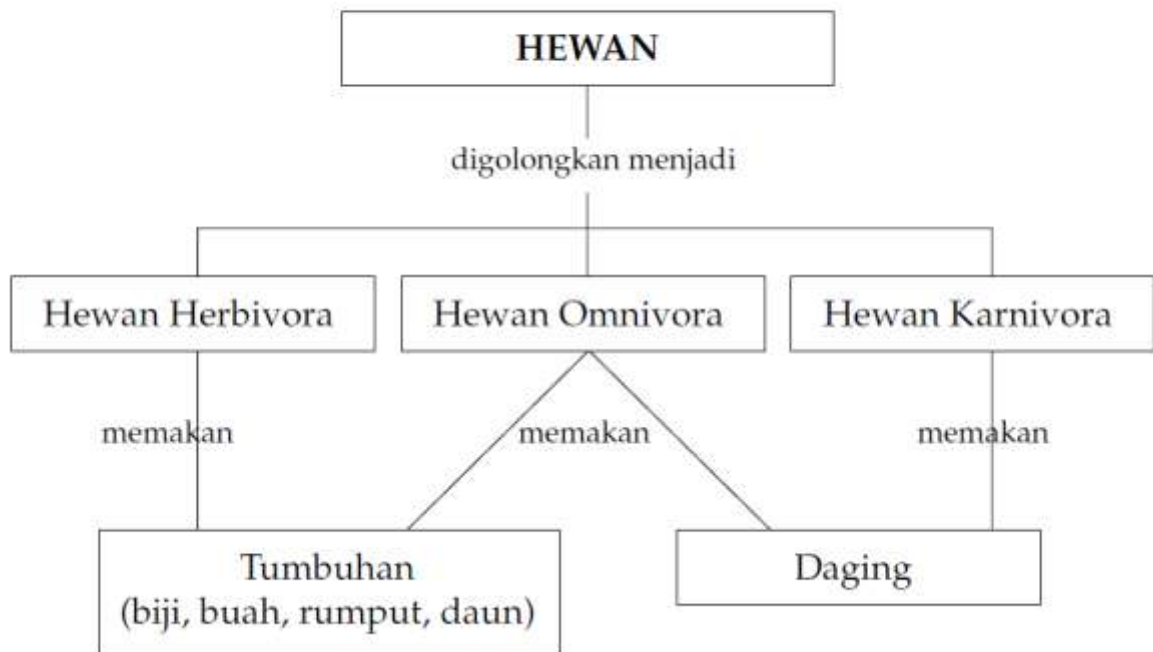 HEWAN
digolongkan menjadi
Hewan Herbivora
Hewan Omnivora
Hewan Karnivora
memakan
memakan
memakan
Tumbuhan
(biji, buah, rumput, daun)
Daging